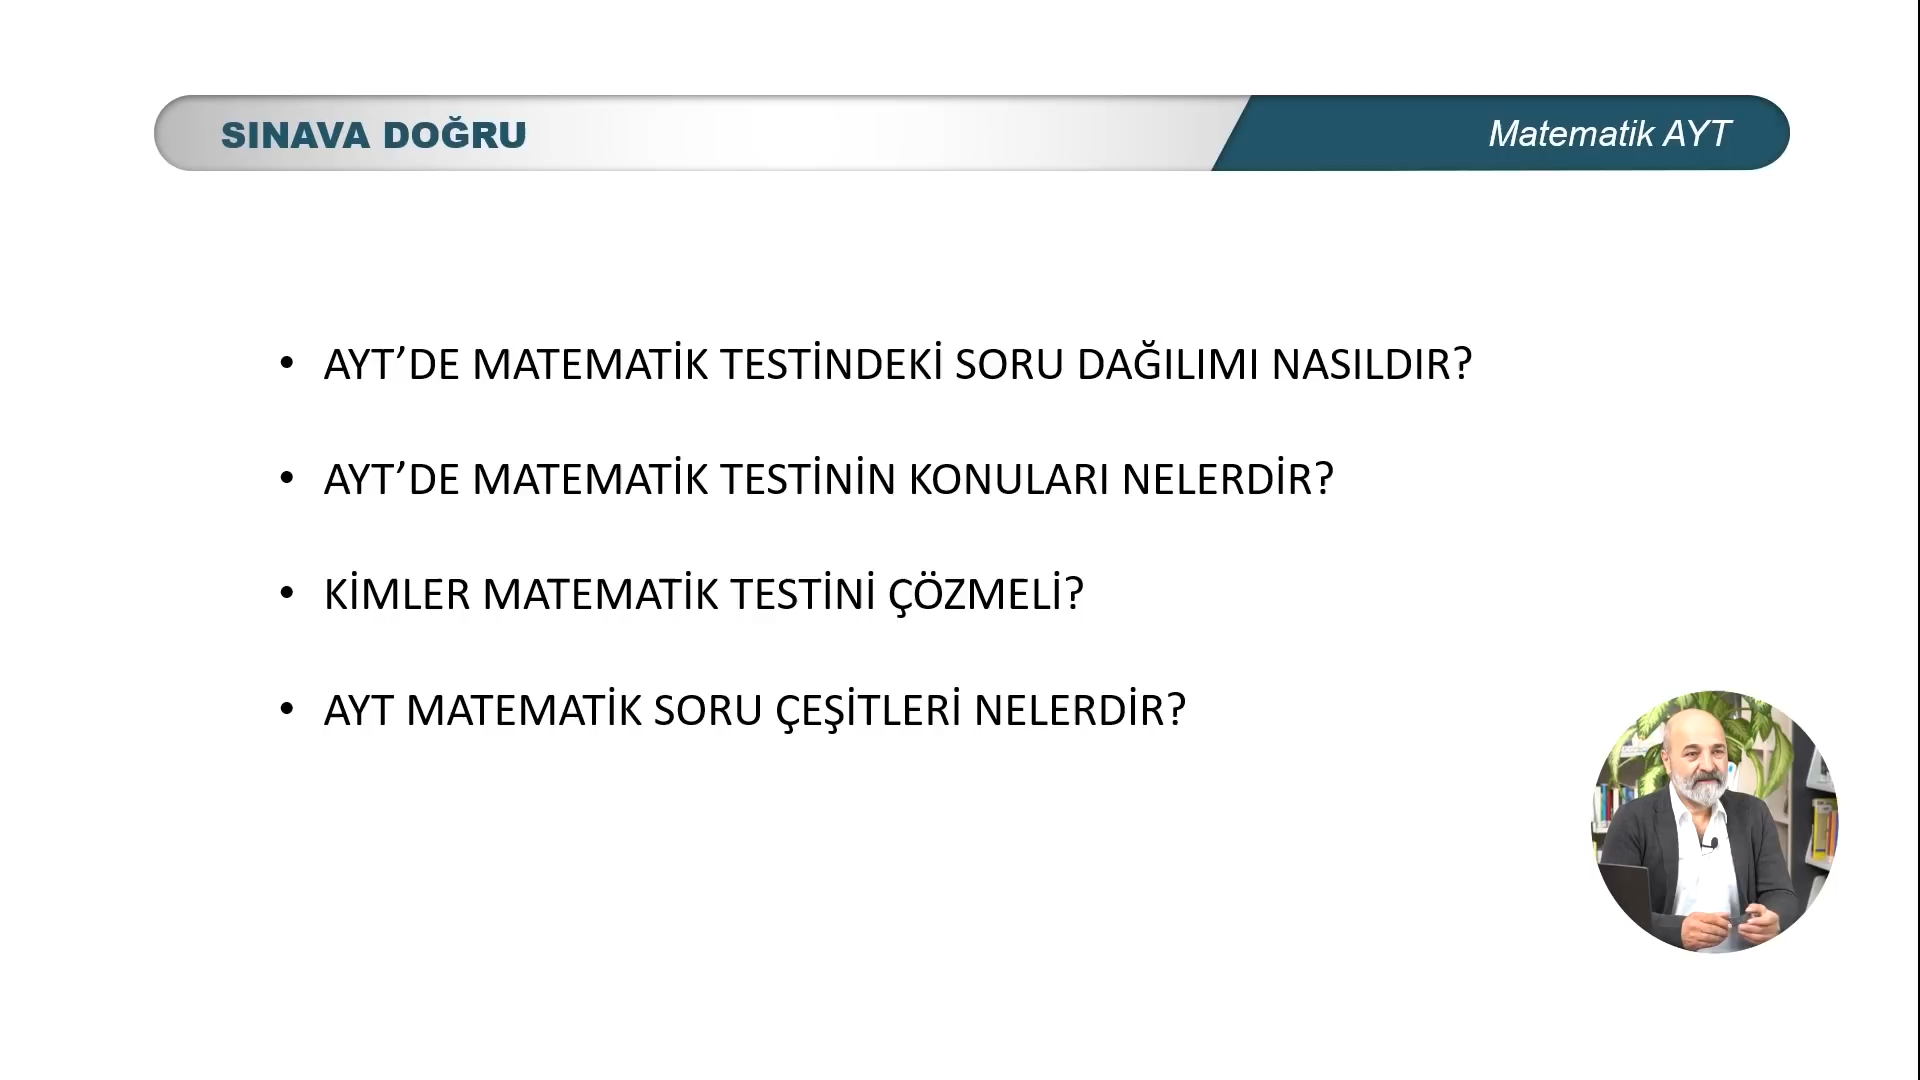 SINAVA DOĞRU
Matematik AYT
• AYT’DE MATEMATİK TESTİNDEKİ SORU DAĞILIMI NASILDIR?
• AYT’DE MATEMATİK TESTİNİN KONULARI NELERDİR?
• KİMLER MATEMATİK TESTİNİ ÇÖZMELİ?
• AYT MATEMATİK SORU ÇEŞİTLERİ NELERDİR?